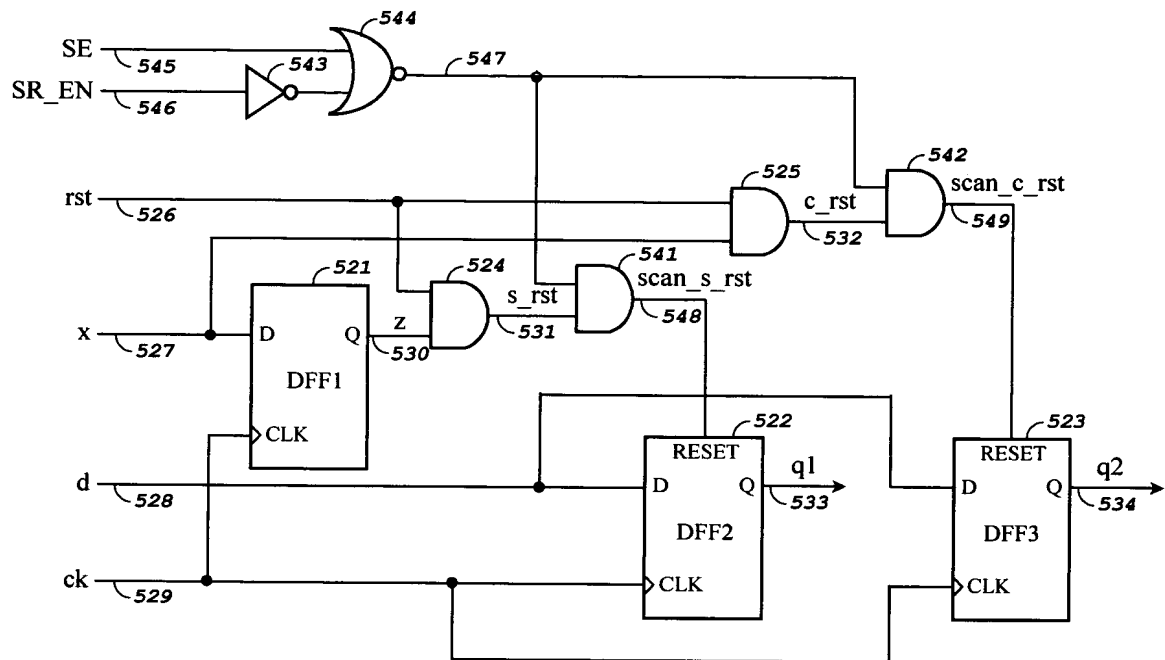 544
SE
545
543
547
SR_EN
546
542
525
scan_c_rst
rst
526
c_rst
532
549
541
521
524
scan_s_rst
s_rst
x
527
D
Q
z
530
531
548
DFF1
CLK
522
523
RESET
RESET
d
528
D
Q
q1
533
D
Q
q2
534
DFF2
DFF3
ck
529
CLK
CLK